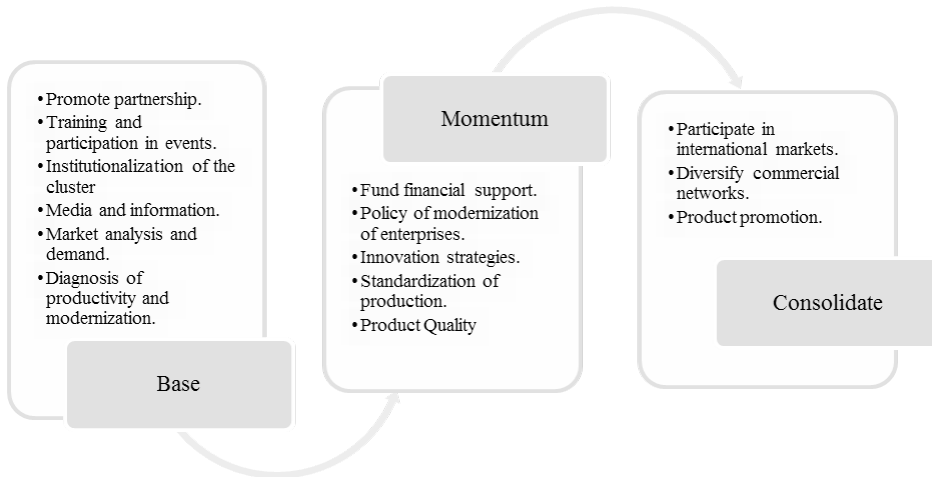 •Promote partnership.
•Training and
participation in events.
•Institutionalization of the
cluster
•Media and information.
•Market analysis and
demand.
•Diagnosis of
productivity and
modernization.
Base
Momentum
•Fund financial support.
•Policy of modernization
of enterprises.
•Innovation strategies.
•Standardization of
production.
•Product Quality
•Participate in
international markets.
•Diversify commercial
networks.
•Product promotion.
Consolidate